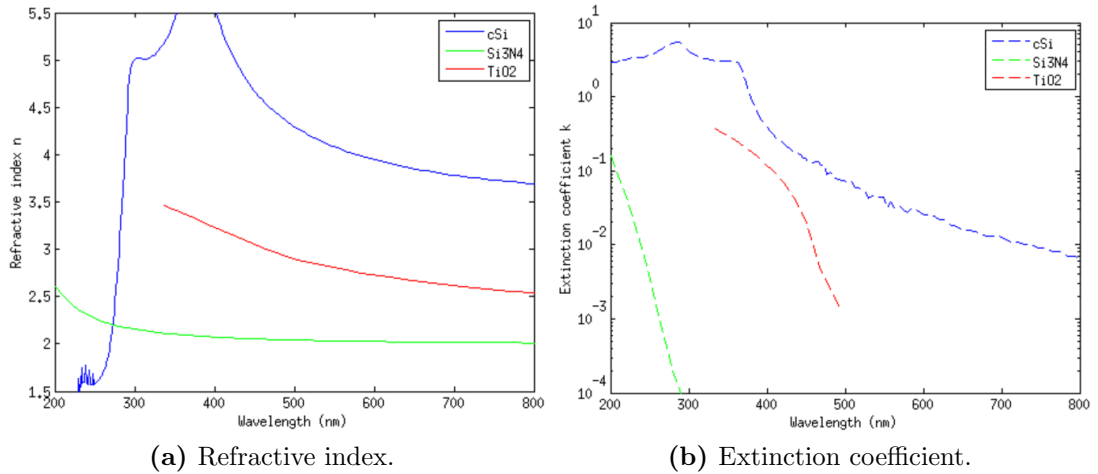 5.5
5
4.5
4
3.5
3
2.5
2
1.5
Refractive index n
cSi
Si3N4
TiO2
200 300 400 500 600 700 800
Wavelength (nm)
(a) Refractive index.
10 1
10 0
10 -1
10 -2
10 -3
10 -4
Extinction coefficient k
cSi
Si3N4
TiO2
200 300 400 500 600 700 800
Wavelength (nm)
(b) Extinction coefficient.